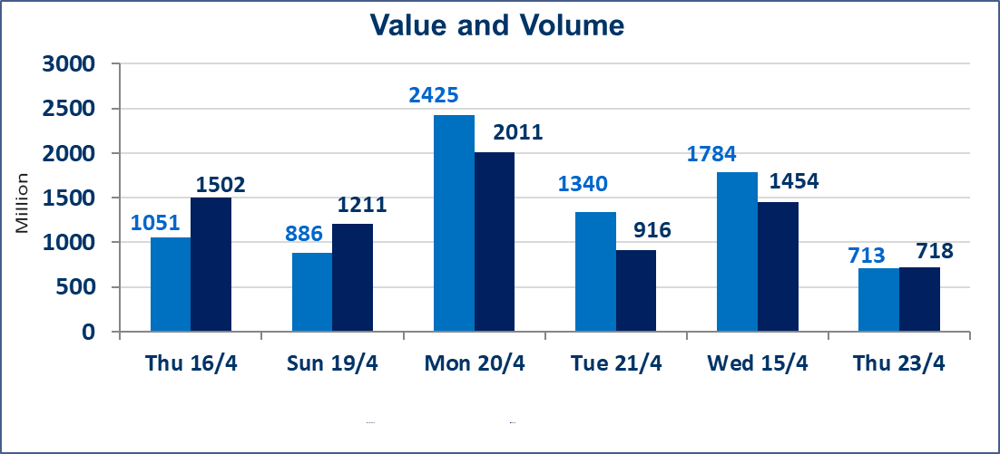 Value and Volume
3000
2500
2000
1500
1000
500
0
Million
1051
1502
886
1211
2425
2011
1340
916
1784
1454
713
718
Thu 16/4
Sun 19/4
Mon 20/4
Tue 21/4
Wed 15/4
Thu 23/4